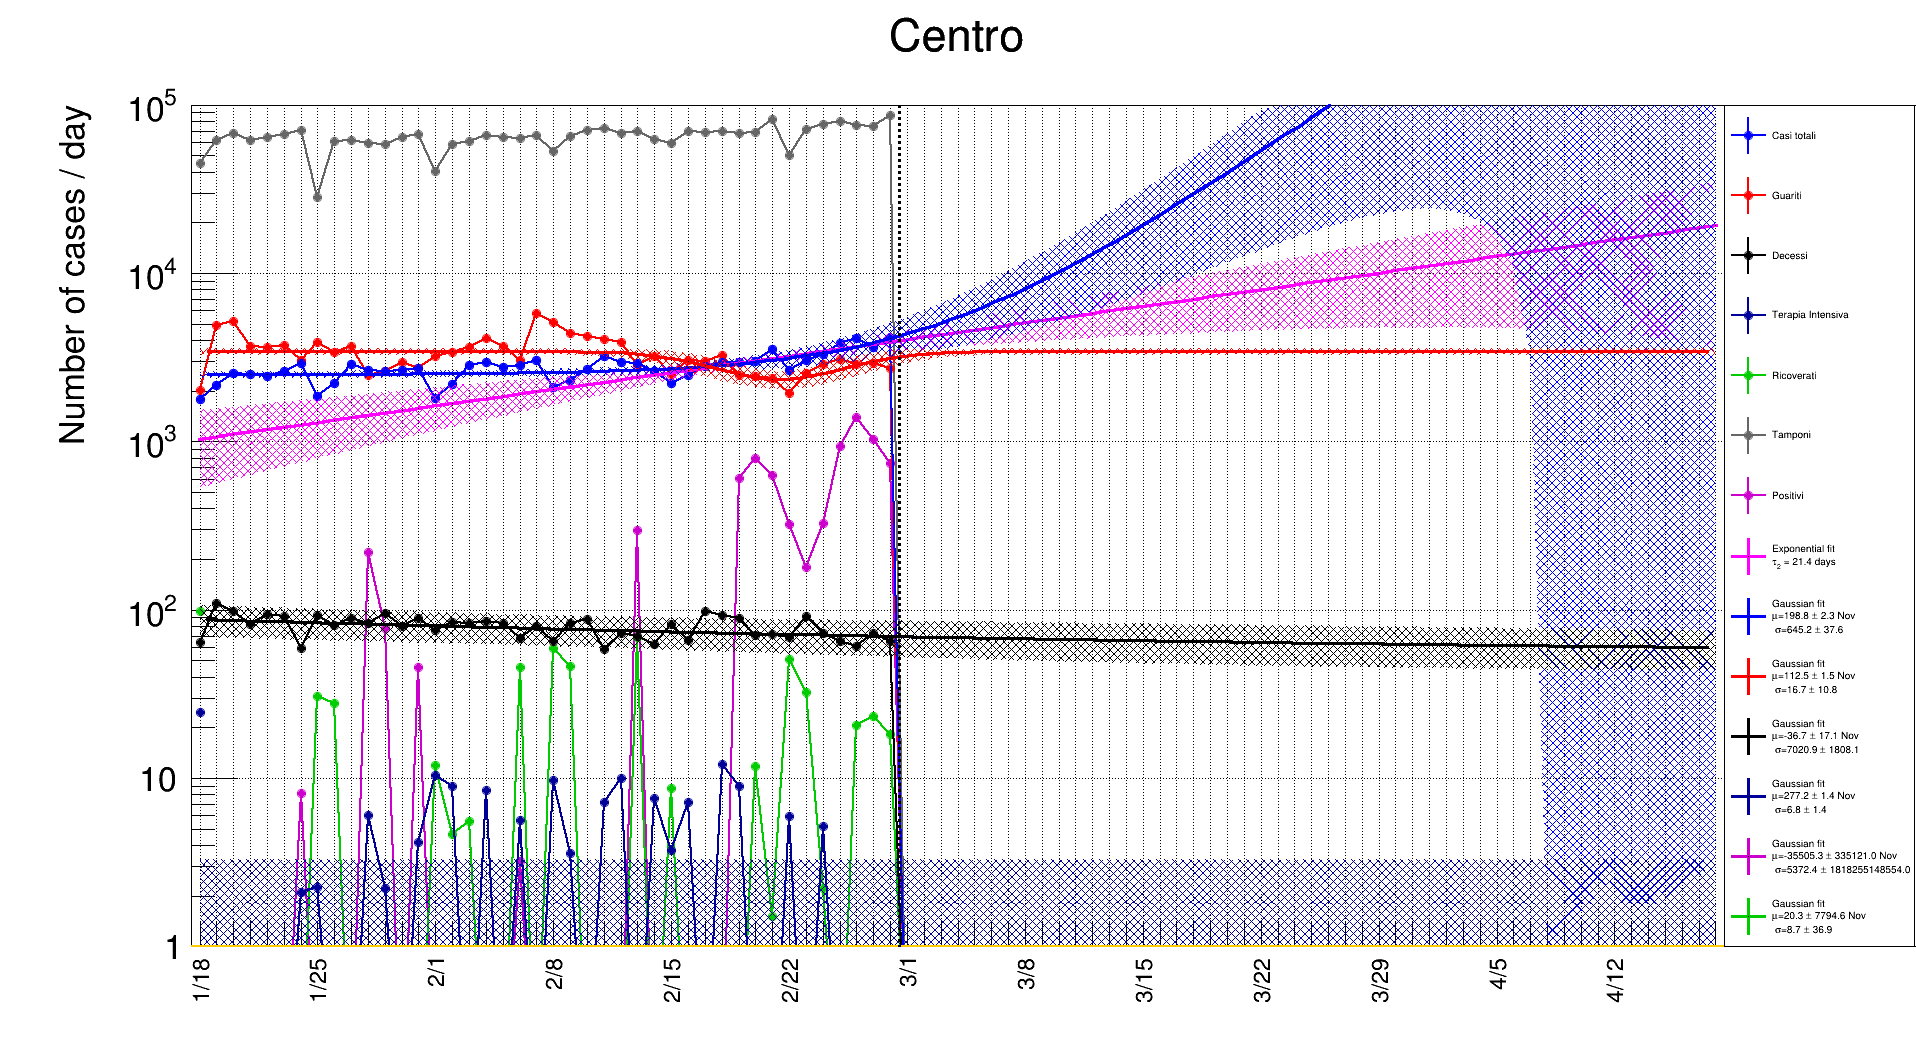 Centro
Number of cases / day
10^5
10^4
10^3
10^2
10
1
1/18
1/25
2/1
2/8
2/15
2/22
3/1
3/8
3/15
3/22
3/29
4/5
4/12
Casi totali
Guariti
Decessi
Terapia Intensiva
Ricoverati
Tamponi
Positivi
Exponential fit
τ₂ = 21.4 days
Gaussian fit
μ=198.8 ± 2.3 Nov
σ=645.2 ± 37.6
Gaussian fit
μ=112.5 ± 1.5 Nov
σ=16.7 ± 10.8
Gaussian fit
μ=-36.7 ± 17.1 Nov
σ=7020.9 ± 1808.1
Gaussian fit
μ=277.2 ± 1.4 Nov
σ=6.8 ± 1.4
Gaussian fit
μ=-35505.3 ± 335121.0 Nov
σ=5372.4 ± 1818255148554.0
Gaussian fit
μ=20.3 ± 7794.6 Nov
σ=8.7 ± 36.9